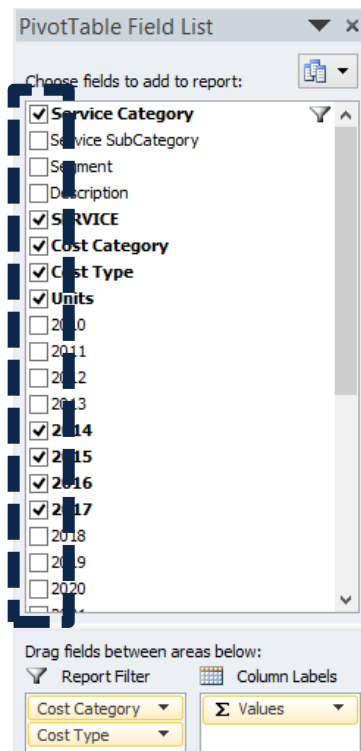 PivotTable Field List
Choose fields to add to report:
Service Category
Service SubCategory
Segment
Description
SERVICE
Cost Category
Cost Type
Units
2010
2011
2012
2013
2014
2015
2016
2017
2018
2019
2020
Drag fields between areas below:
Report Filter
Column Labels
Cost Category
Σ Values
Cost Type